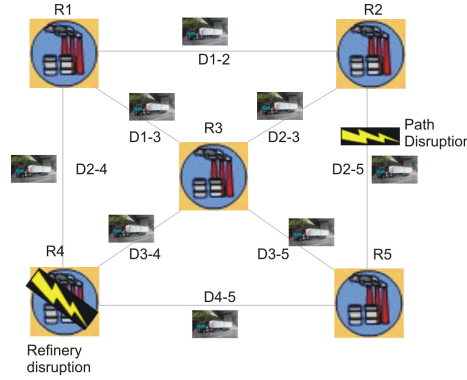 R1
R2
D1-2
D1-3
R3
D2-3
Path
Disruption
D2-4
D2-5
R4
D3-4
D3-5
R5
D4-5
Refinery
disruption